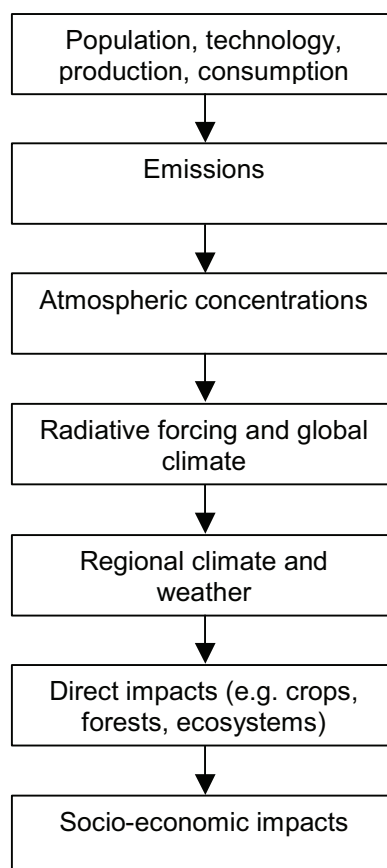 Population, technology,
production, consumption
Emissions
Atmospheric concentrations
Radiative forcing and global
climate
Regional climate and
weather
Direct impacts (e.g. crops,
forests, ecosystems)
Socio-economic impacts